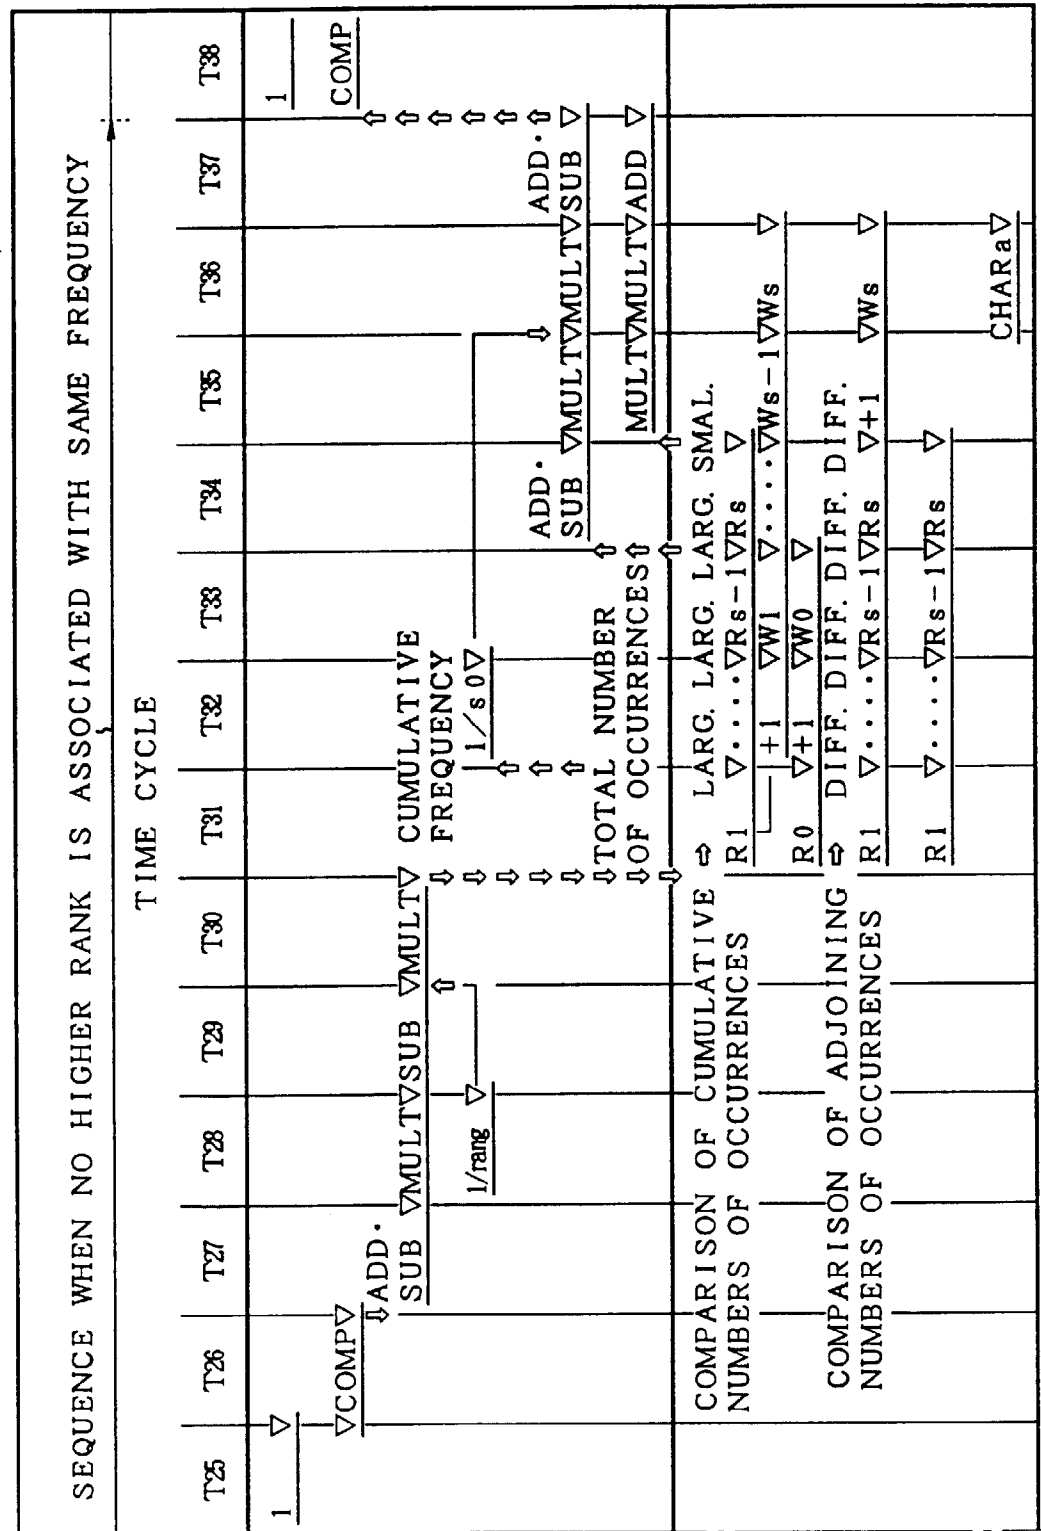 SEQUENCE WHEN NO HIGHER RANK IS ASSOCIATED WITH SAME FREQUENCY
TIME CYCLE
T25 T26 T27 T28 T29 T30 T31 T32 T33 T34 T35 T36 T37 T38
1 ▽ 1
▽COMP▽ COMP
⇩ADD· ▽ CUMULATIVE ⇧
SUB ▽MULT▽SUB ▽MULT▽ FREQUENCY
1/rang ▽ 1/s0▽
ADD· ADD·
SUB ▽MULT▽MULT▽SUB ▽
TOTAL NUMBER
OF OCCURRENCES
MULT▽MULT▽ADD ▽
COMPARISON OF CUMULATIVE ⇨ LARG. LARG. LARG. LARG. SMAL.
NUMBERS OF OCCURRENCES R1 ▽·····▽Rs-1▽Rs ▽
+1 ▽W1 ▽·····▽Ws-1▽Ws ▽
R0 ▽+1 ▽W0 ▽
COMPARISON OF ADJOINING ⇨ DIFF. DIFF. DIFF. DIFF. DIFF.
NUMBERS OF OCCURRENCES R1 ▽·····▽Rs-1▽Rs ▽+1 ▽Ws ▽
R1 ▽·····▽Rs-1▽Rs ▽
CHARa▽